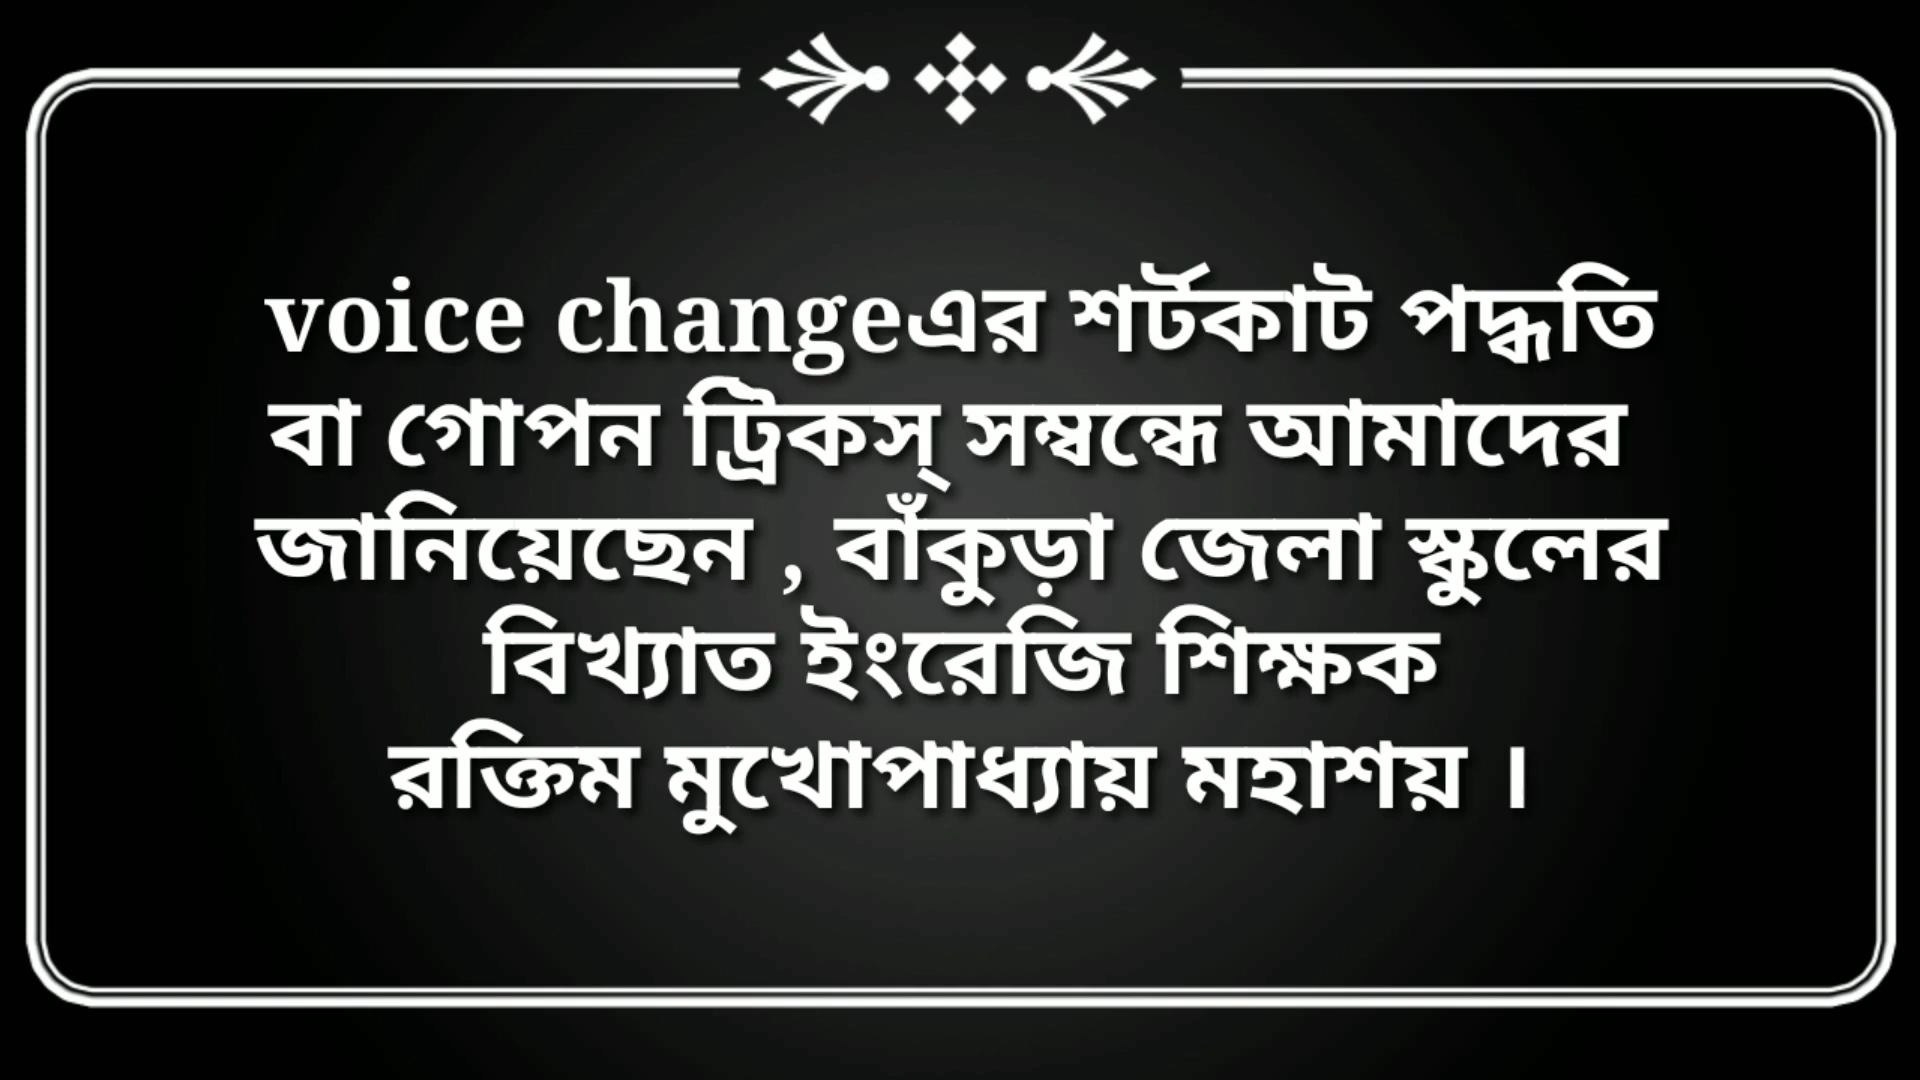 voice changeএর শর্টকাট পদ্ধতি
বা গোপন ট্রিকস্ সম্বন্ধে আমাদের
জানিয়েছেন , বাঁকুড়া জেলা স্কুলের
বিখ্যাত ইংরেজি শিক্ষক
রক্তিম মুখোপাধ্যায় মহাশয় ।